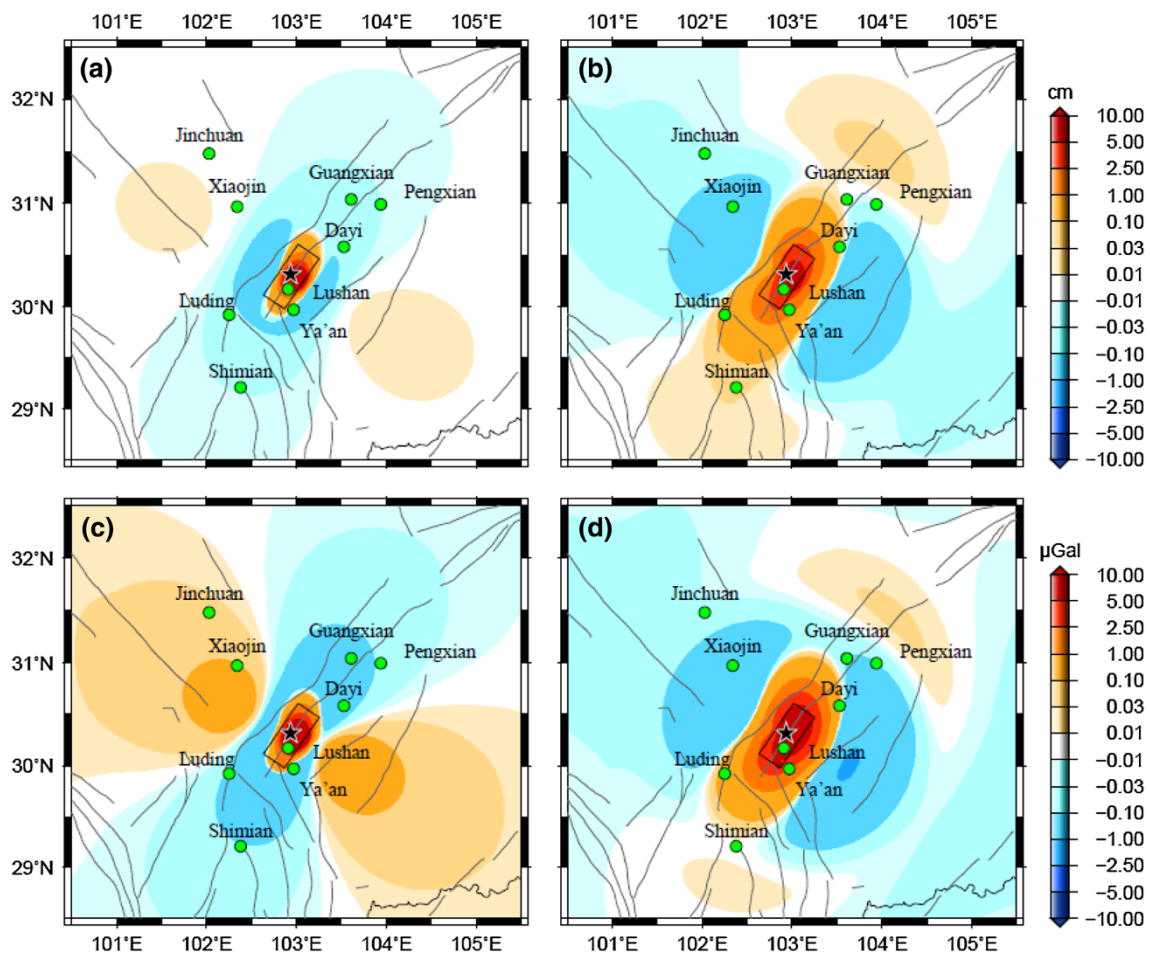 101°E 102°E 103°E 104°E 105°E 101°E 102°E 103°E 104°E 105°E
(a) (b)
32°N
31°N
30°N
29°N
Jinchuan
Xiaojin
Guangxian
Pengxian
Dayi
Luding
Lushan
Ya'an
Shimian
Jinchuan
Xiaojin
Guangxian
Pengxian
Dayi
Luding
Lushan
Ya'an
Shimian
cm
10.00
5.00
2.50
1.00
0.10
0.03
0.01
−0.01
−0.03
−0.10
−1.00
−2.50
−5.00
−10.00
(c) (d)
32°N
31°N
30°N
29°N
Jinchuan
Xiaojin
Guangxian
Pengxian
Dayi
Luding
Lushan
Ya'an
Shimian
Jinchuan
Xiaojin
Guangxian
Pengxian
Dayi
Luding
Lushan
Ya'an
Shimian
µGal
10.00
5.00
2.50
1.00
0.10
0.03
0.01
−0.01
−0.03
−0.10
−1.00
−2.50
−5.00
−10.00
101°E 102°E 103°E 104°E 105°E 101°E 102°E 103°E 104°E 105°E